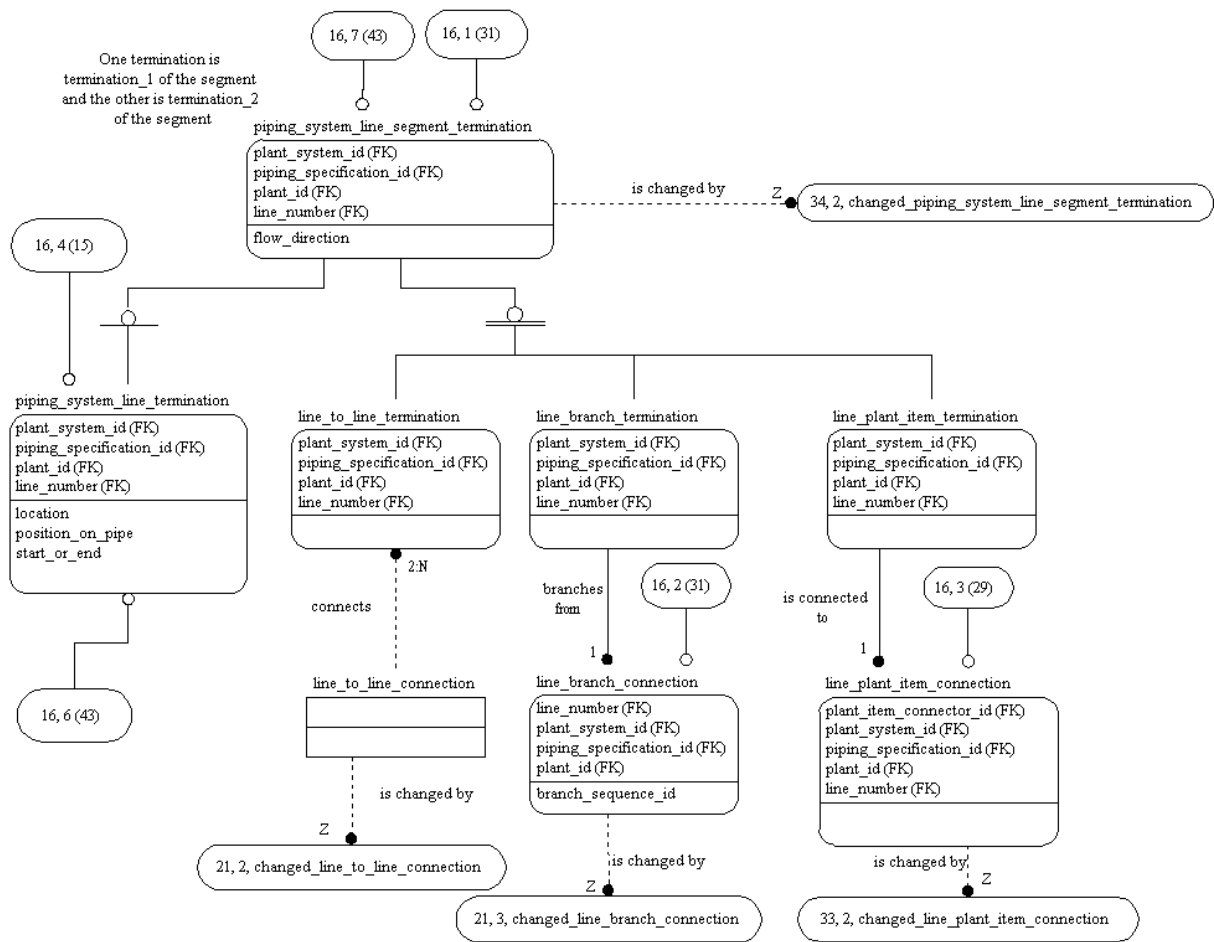 16, 7 (43)
16, 1 (31)
One termination is
termination_1 of the segment
and the other is termination_2
of the segment
piping_system_line_segment_termination
plant_system_id (FK)
piping_specification_id (FK)
plant_id (FK)
line_number (FK)
flow_direction
is changed by
Z
34, 2, changed_piping_system_line_segment_termination
16, 4 (15)
piping_system_line_termination
plant_system_id (FK)
piping_specification_id (FK)
plant_id (FK)
line_number (FK)
location
position_on_pipe
start_or_end
16, 6 (43)
line_to_line_termination
plant_system_id (FK)
piping_specification_id (FK)
plant_id (FK)
line_number (FK)
2:N
connects
line_to_line_connection
is changed by
Z
21, 2, changed_line_to_line_connection
line_branch_termination
plant_system_id (FK)
piping_specification_id (FK)
plant_id (FK)
line_number (FK)
branches
from
16, 2 (31)
1
line_branch_connection
line_number (FK)
plant_system_id (FK)
piping_specification_id (FK)
plant_id (FK)
branch_sequence_id
is changed by
Z
21, 3, changed_line_branch_connection
line_plant_item_termination
plant_system_id (FK)
piping_specification_id (FK)
plant_id (FK)
line_number (FK)
is connected
to
16, 3 (29)
1
line_plant_item_connection
plant_item_connector_id (FK)
plant_system_id (FK)
piping_specification_id (FK)
plant_id (FK)
line_number (FK)
is changed by
Z
33, 2, changed_line_plant_item_connection